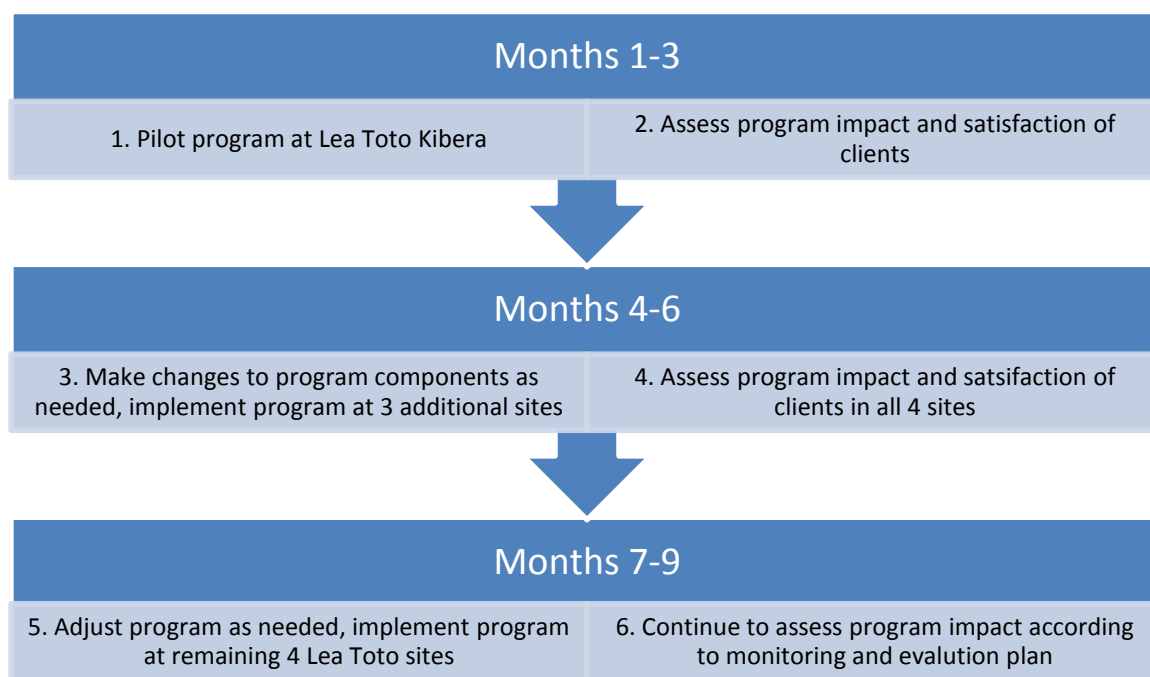 Months 1-3
1. Pilot program at Lea Toto Kibera
2. Assess program impact and satisfaction of
clients
Months 4-6
3. Make changes to program components as
needed, implement program at 3 additional sites
4. Assess program impact and satsifaction of
clients in all 4 sites
Months 7-9
5. Adjust program as needed, implement program
at remaining 4 Lea Toto sites
6. Continue to assess program impact according
to monitoring and evalution plan